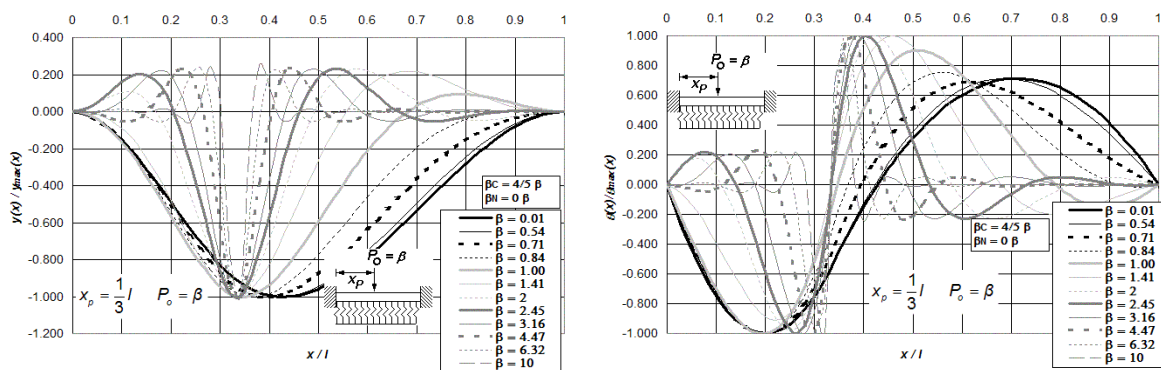 0 0.1 0.2 0.3 0.4 0.5 0.6 0.7 0.8 0.9 1
0.400
0.200
0.000
-0.200
-0.400
-0.600
-0.800
-1.000
-1.200
y(x) / ymax(x)
x / l
βC = 4/5 β
βN = 0 β
β = 0.01
β = 0.54
β = 0.71
β = 0.84
β = 1.00
β = 1.41
β = 2
β = 2.45
β = 3.16
β = 4.47
β = 6.32
β = 10
PO = β
xP
xp = 1/3 l Po = β
0 0.1 0.2 0.3 0.4 0.5 0.6 0.7 0.8 0.9 1
1.000
0.800
0.600
0.400
0.200
0.000
-0.200
-0.400
-0.600
-0.800
-1.000
x / l
PO = β
xP
βC = 4/5 β
βN = 0 β
β = 0.01
β = 0.54
β = 0.71
β = 0.84
β = 1.00
β = 1.41
β = 2
β = 2.45
β = 3.16
β = 4.47
β = 6.32
β = 10
xp = 1/3 l Po = β